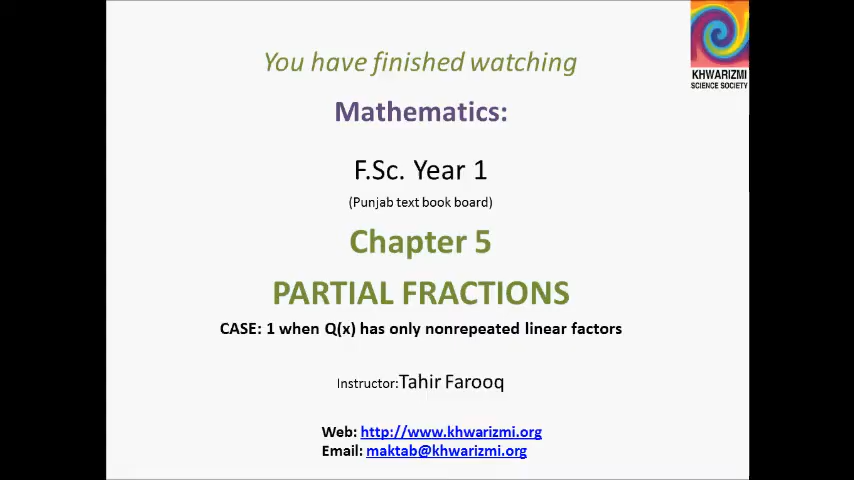 KHWARIZMI
SCIENCE SOCIETY
You have finished watching
Mathematics:
F.Sc. Year 1
(Punjab text book board)
Chapter 5
PARTIAL FRACTIONS
CASE: 1 when Q(x) has only nonrepeated linear factors
Instructor:Tahir Farooq
Web: http://www.khwarizmi.org
Email: maktab@khwarizmi.org